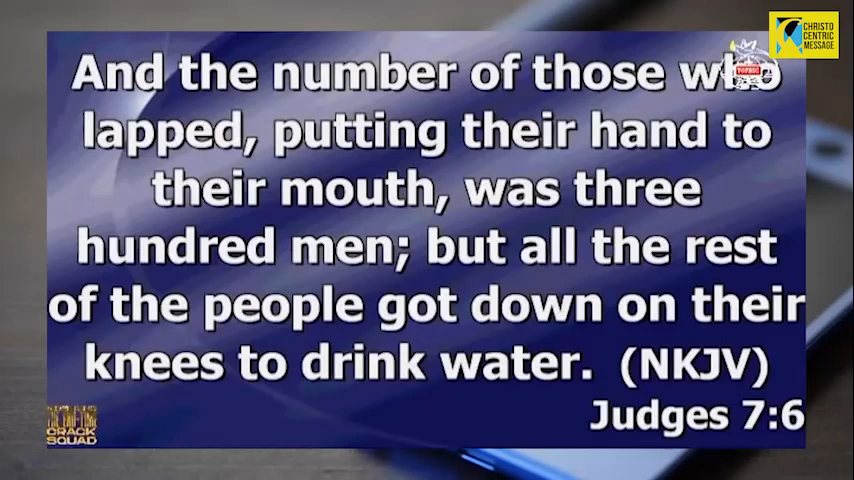 CHRISTO
CENTRIC
MESSAGE
And the number of those who
lapped, putting their hand to
their mouth, was three
hundred men; but all the rest
of the people got down on their
knees to drink water. (NKJV)
Judges 7:6
CRACK
SQUAD